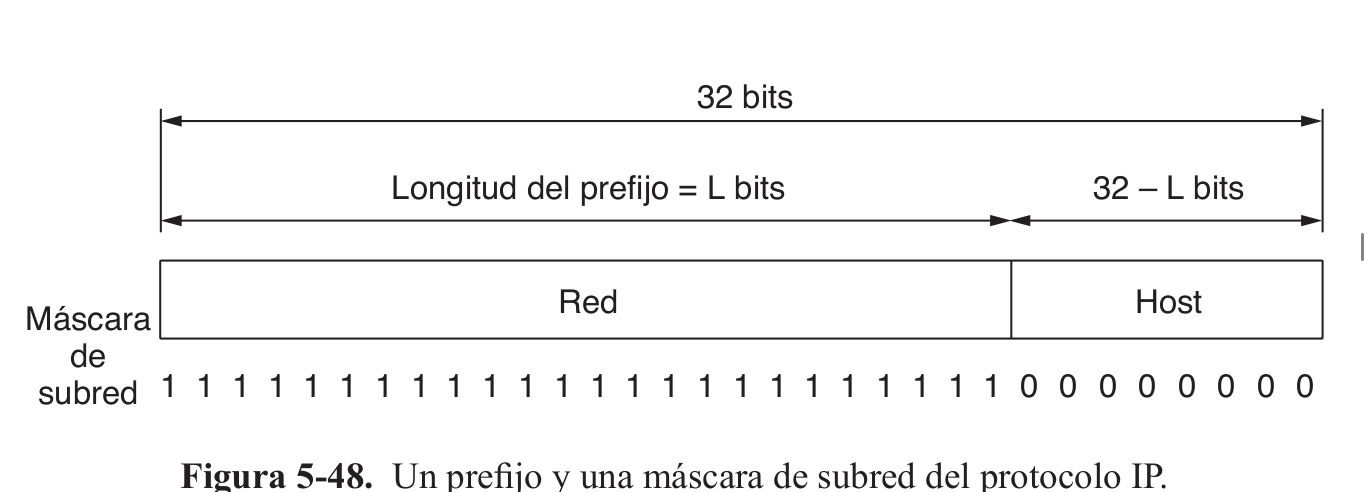 32 bits
Longitud del prefijo = L bits
32 – L bits
Red
Host
Máscara
de
subred
1 1 1 1 1 1 1 1 1 1 1 1 1 1 1 1 1 1 1 1 1 1 1 1 0 0 0 0 0 0 0 0
Figura 5-48. Un prefijo y una máscara de subred del protocolo IP.